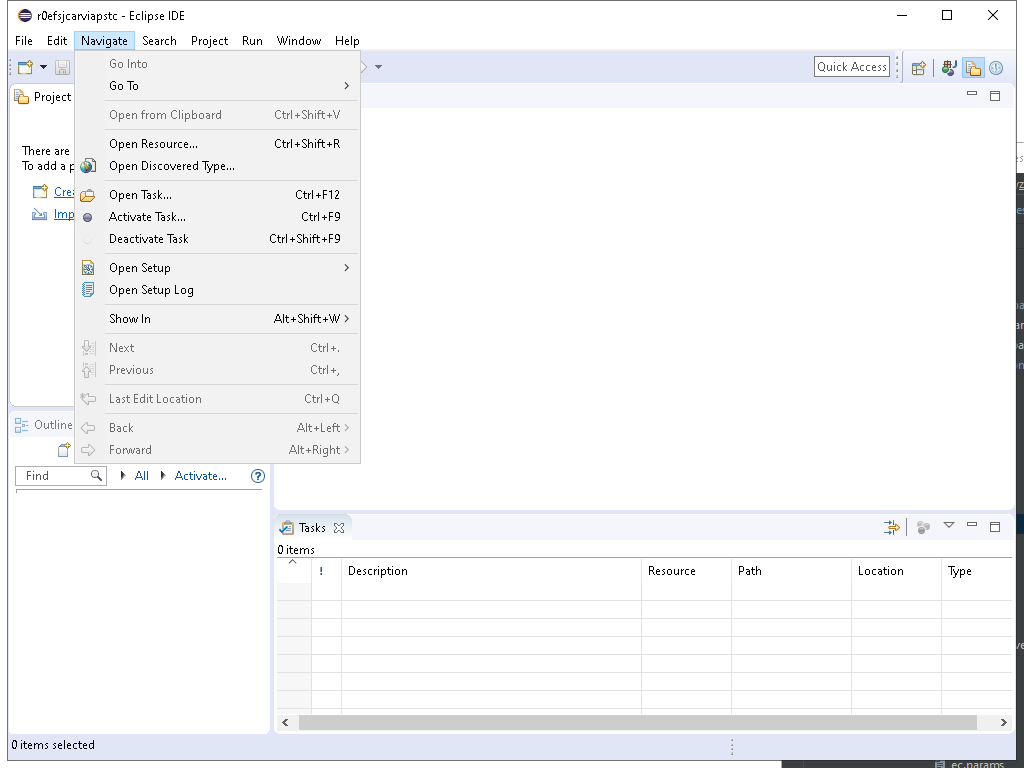 r0efsjcarviapstc - Eclipse IDE
File Edit Navigate Search Project Run Window Help
Quick Access
Go Into
Go To
Open from Clipboard Ctrl+Shift+V
Open Resource... Ctrl+Shift+R
Open Discovered Type...
Open Task... Ctrl+F12
Activate Task... Ctrl+F9
Deactivate Task Ctrl+Shift+F9
Open Setup
Open Setup Log
Show In Alt+Shift+W
Next Ctrl+.
Previous Ctrl+,
Last Edit Location Ctrl+Q
Back Alt+Left
Forward Alt+Right
Project
There are
To add a p
Crea
Imp
Outline
Find All Activate... ?
Tasks
0 items
! Description Resource Path Location Type
0 items selected
ec.params